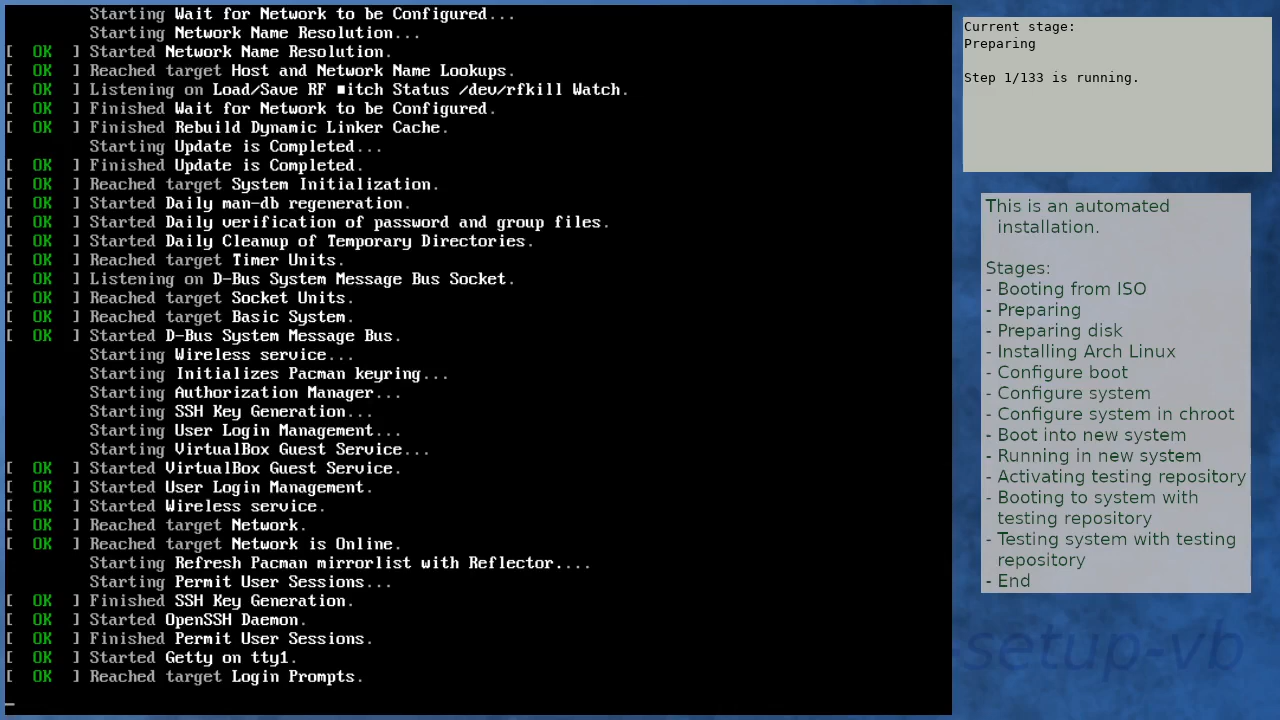 Starting Wait for Network to be Configured...
Starting Network Name Resolution...
[  OK  ] Started Network Name Resolution.
[  OK  ] Reached target Host and Network Name Lookups.
[  OK  ] Listening on Load/Save RF ■itch Status /dev/rfkill Watch.
[  OK  ] Finished Wait for Network to be Configured.
[  OK  ] Finished Rebuild Dynamic Linker Cache.
Starting Update is Completed...
[  OK  ] Finished Update is Completed.
[  OK  ] Reached target System Initialization.
[  OK  ] Started Daily man-db regeneration.
[  OK  ] Started Daily verification of password and group files.
[  OK  ] Started Daily Cleanup of Temporary Directories.
[  OK  ] Reached target Timer Units.
[  OK  ] Listening on D-Bus System Message Bus Socket.
[  OK  ] Reached target Socket Units.
[  OK  ] Reached target Basic System.
[  OK  ] Started D-Bus System Message Bus.
Starting Wireless service...
Starting Initializes Pacman keyring...
Starting Authorization Manager...
Starting SSH Key Generation...
Starting User Login Management...
Starting VirtualBox Guest Service...
[  OK  ] Started VirtualBox Guest Service.
[  OK  ] Started User Login Management.
[  OK  ] Started Wireless service.
[  OK  ] Reached target Network.
[  OK  ] Reached target Network is Online.
Starting Refresh Pacman mirrorlist with Reflector....
Starting Permit User Sessions...
[  OK  ] Finished SSH Key Generation.
[  OK  ] Started OpenSSH Daemon.
[  OK  ] Finished Permit User Sessions.
[  OK  ] Started Getty on tty1.
[  OK  ] Reached target Login Prompts.
Current stage:
Preparing
Step 1/133 is running.
This is an automated
installation.
Stages:
- Booting from ISO
- Preparing
- Preparing disk
- Installing Arch Linux
- Configure boot
- Configure system
- Configure system in chroot
- Boot into new system
- Running in new system
- Activating testing repository
- Booting to system with
testing repository
- Testing system with testing
repository
- End
setup-vb